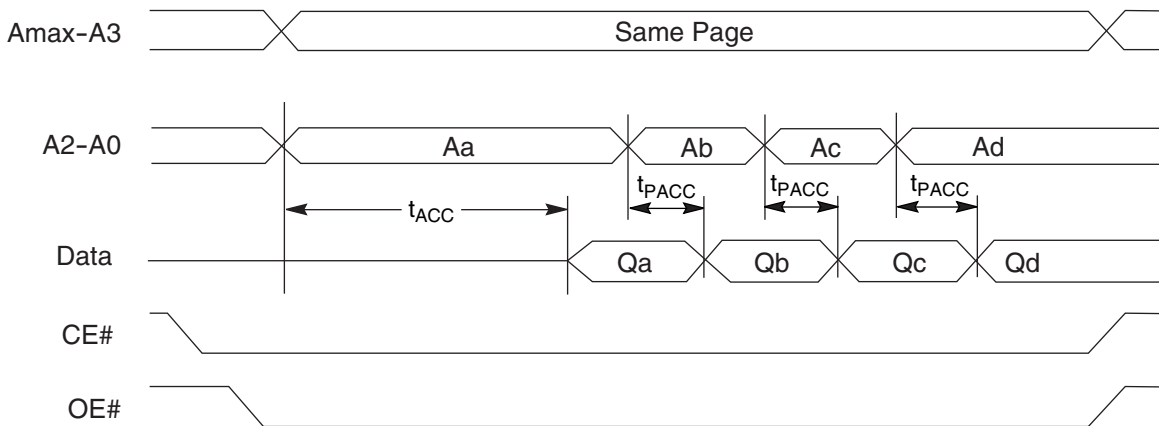 Amax-A3
Same Page
A2-A0
Aa
Ab
Ac
Ad
tACC
tPACC
tPACC
tPACC
Data
Qa
Qb
Qc
Qd
CE#
OE#